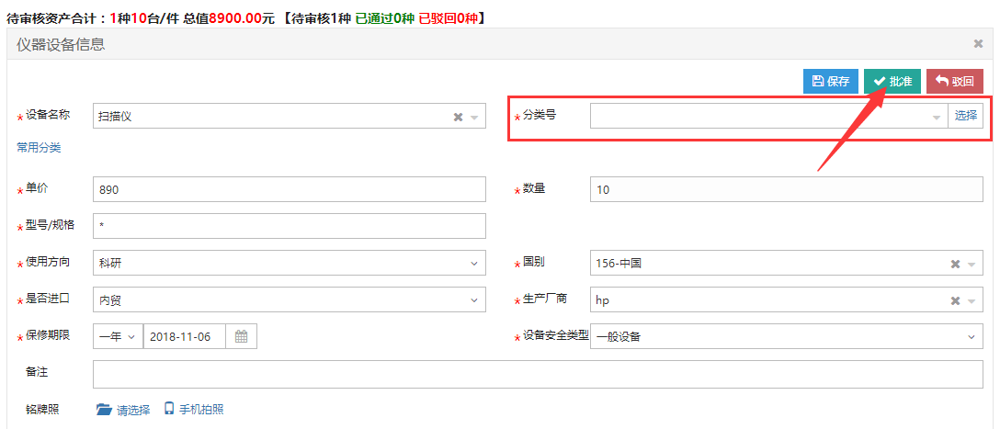 待审核资产合计：1种10台/件 总值8900.00元 【待审核1种 已通过0种 已驳回0种】
仪器设备信息
保存 批准 驳回
*设备名称 扫描仪 *分类号 选择
常用分类
*单价 890 *数量 10
*型号/规格 *
*使用方向 科研 *国别 156-中国
*是否进口 内贸 *生产厂商 hp
*保修期限 一年 2018-11-06 *设备安全类型 一般设备
备注
铭牌照 请选择 手机拍照